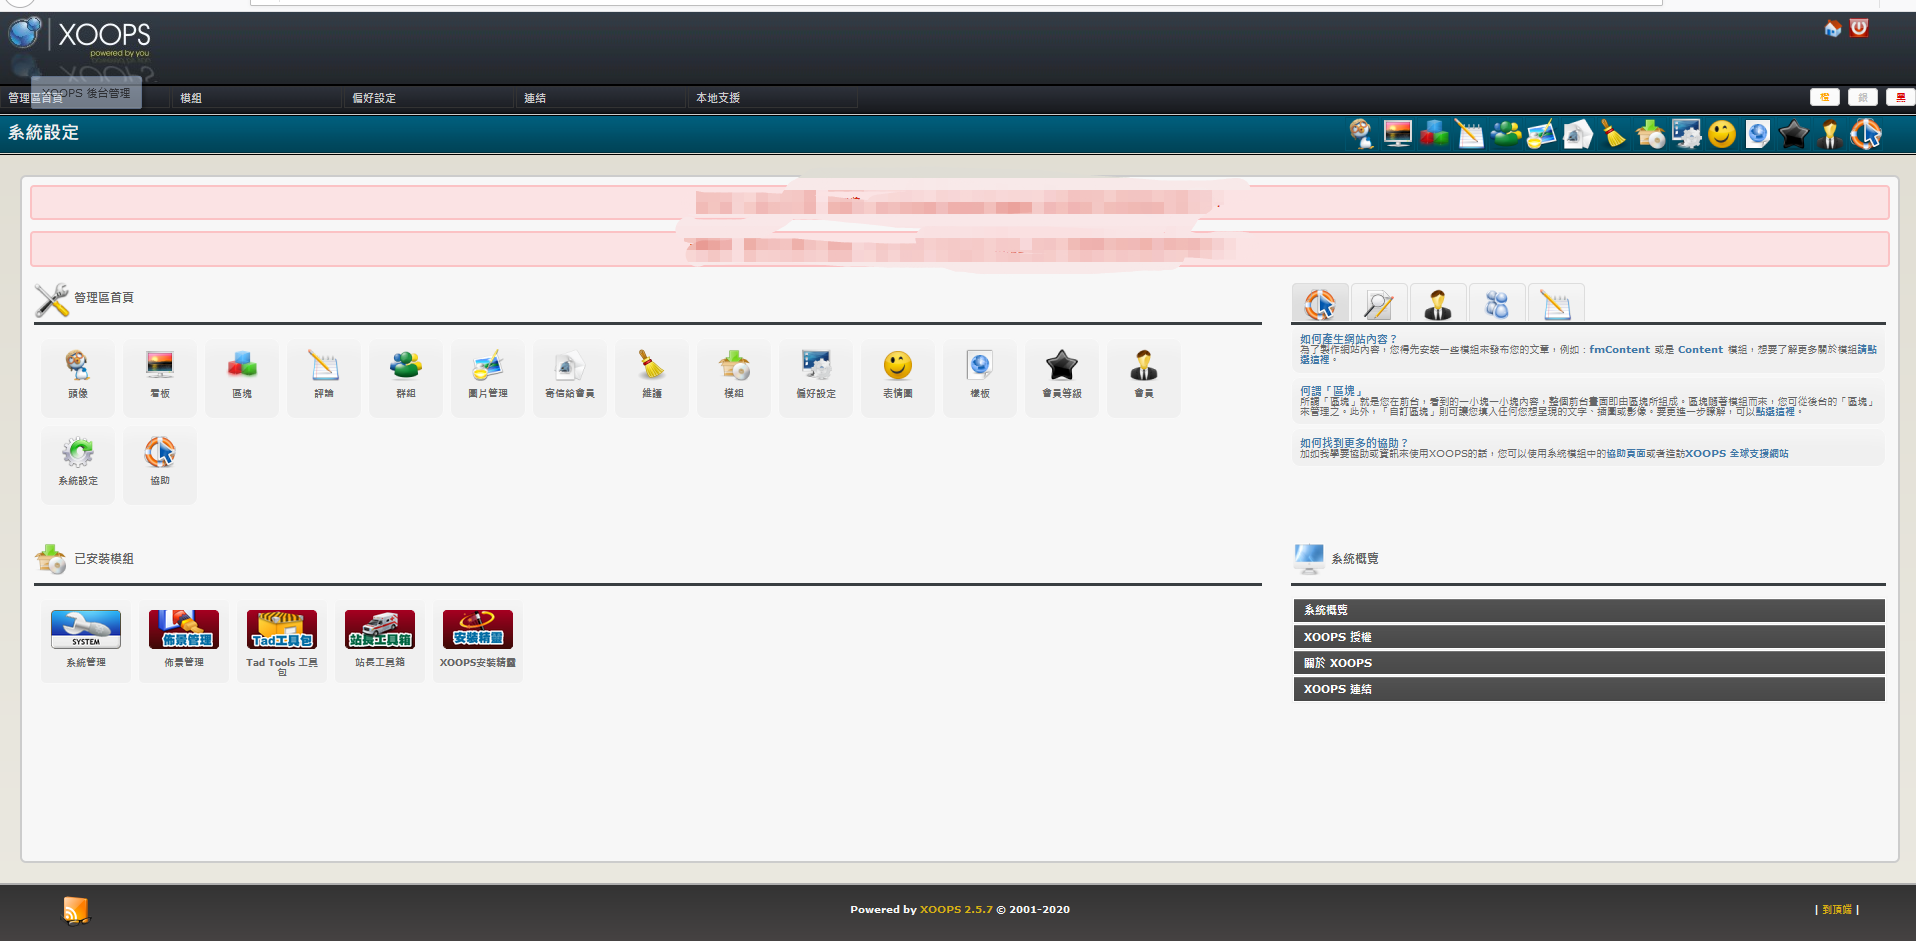 XOOPS
powered by you
XOOPS 後台管理
管理區首頁
模組
偏好設定
連結
本地支援
橙
銀
黑
系統設定
管理區首頁
頭像
看板
區塊
評論
群組
圖片管理
寄信給會員
維護
模組
偏好設定
表情圖
樣板
會員等級
會員
系統設定
協助
如何產生網站內容？
為了製作網站內容，您得先安裝一些模組來發布您的文章，例如：fmContent 或是 Content 模組，想要了解更多關於模組請點
選這裡。
何謂「區塊」
所謂「區塊」就是您在前台，看到的一小塊一小塊內容，整個前台畫面即由區塊所組成。區塊隨著模組而來，您可從後台的「區塊」
來管理之。此外，「自訂區塊」則可讓您填入任何您想呈現的文字、插圖或影像。要更進一步瞭解，可以點選這裡。
如何找到更多的協助？
加如我學要協助或資訊來使用XOOPS的話，您可以使用系統模組中的協助頁面或者造訪XOOPS 全球支援網站
已安裝模組
SYSTEM
系統管理
佈景管理
佈景管理
Tad工具包
Tad Tools 工具
包
站長工具箱
站長工具箱
安裝精靈
XOOPS安裝精靈
系統概覽
系統概覽
XOOPS 授權
關於 XOOPS
XOOPS 連結
Powered by XOOPS 2.5.7 © 2001-2020
| 到頂端 |